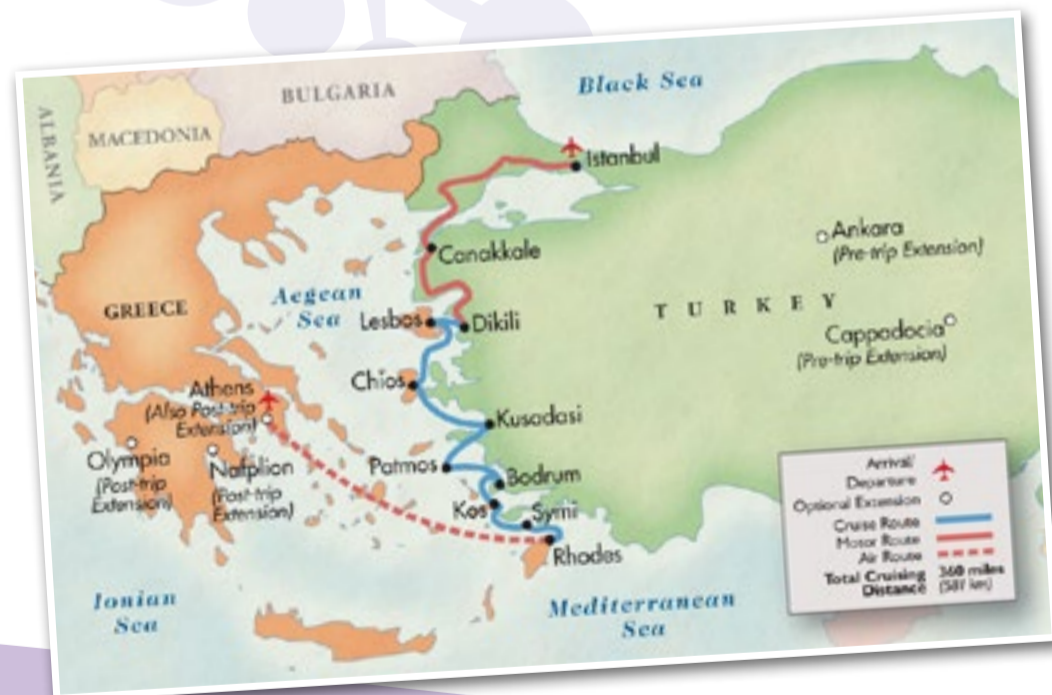 BULGARIA
Black Sea
ALBANIA
MACEDONIA
Istanbul
Ankara
(Pre-trip Extension)
Canakkale
Aegean
Sea
GREECE
TURKEY
Lesbos
Dikili
Cappadocia
(Pre-trip Extension)
Chios
Athens
(Also Post-trip
Extension)
Kusadasi
Olympia
(Post-trip
Extension)
Nafplion
(Post-trip
Extension)
Patmos
Bodrum
Kos
Symi
Rhodes
Arrival/
Departure
Optional Extension
Cruise Route
Motor Route
Air Route
Total Cruising 360 miles
Distance (581 km)
Ionian
Sea
Mediterranean
Sea